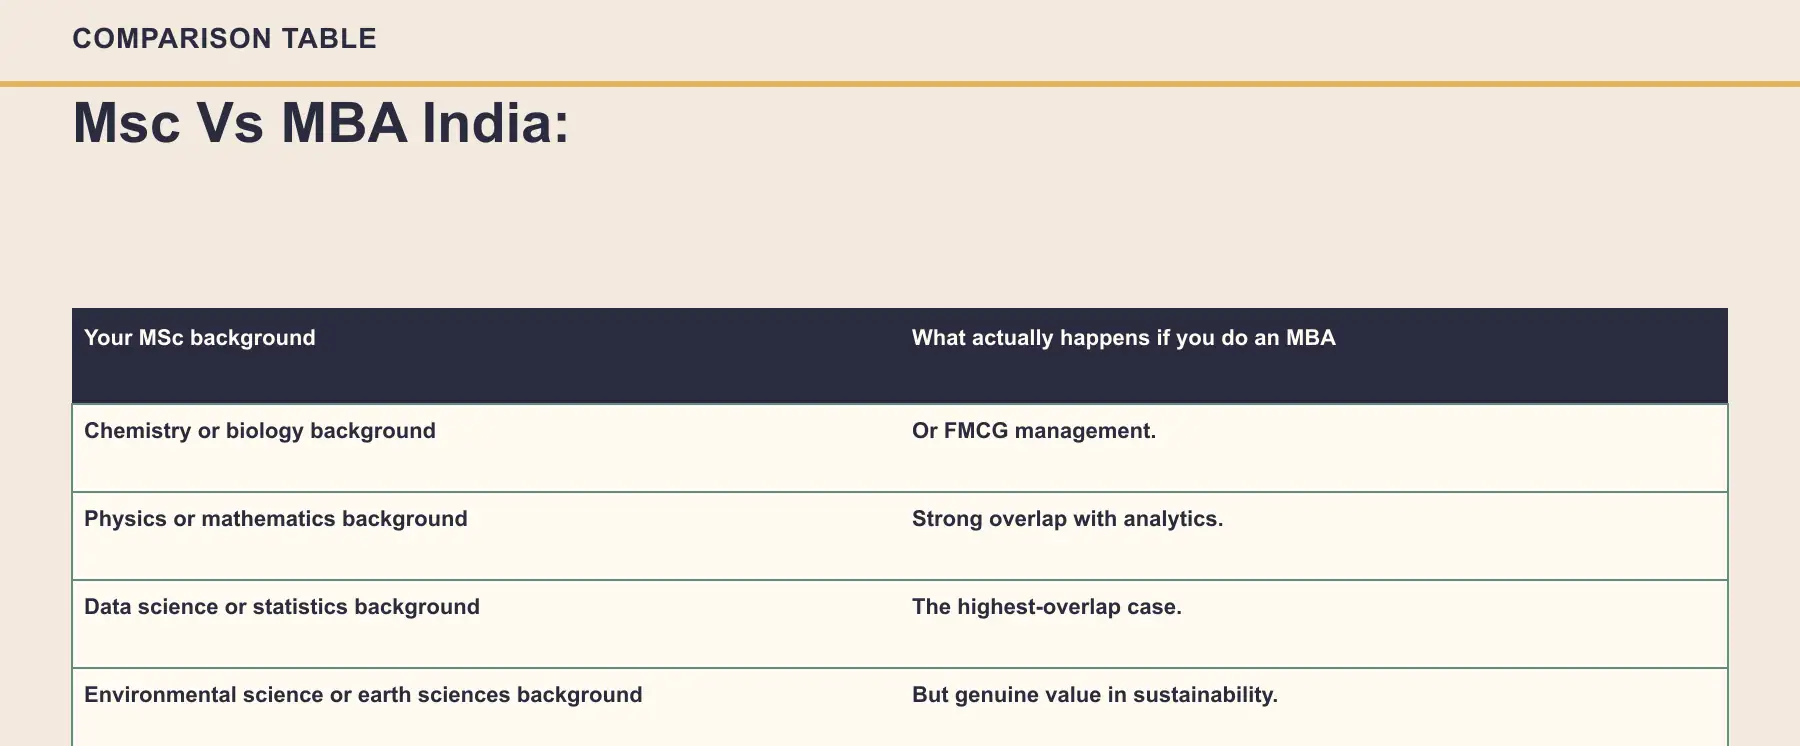 COMPARISON TABLE
Msc Vs MBA India:
Your MSc background What actually happens if you do an MBA
Chemistry or biology background Or FMCG management.
Physics or mathematics background Strong overlap with analytics.
Data science or statistics background The highest-overlap case.
Environmental science or earth sciences background But genuine value in sustainability.